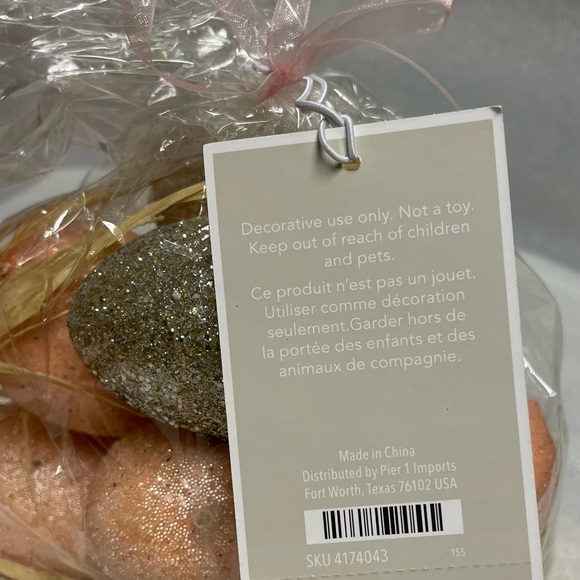 Decorative use only. Not a toy.
Keep out of reach of children
and pets.
Ce produit n'est pas un jouet.
Utiliser comme décoration
seulement.Garder hors de
la portée des enfants et des
animaux de compagnie.
Made in China
Distributed by Pier 1 Imports
Fort Worth, Texas 76102 USA
SKU 4174043 1S5